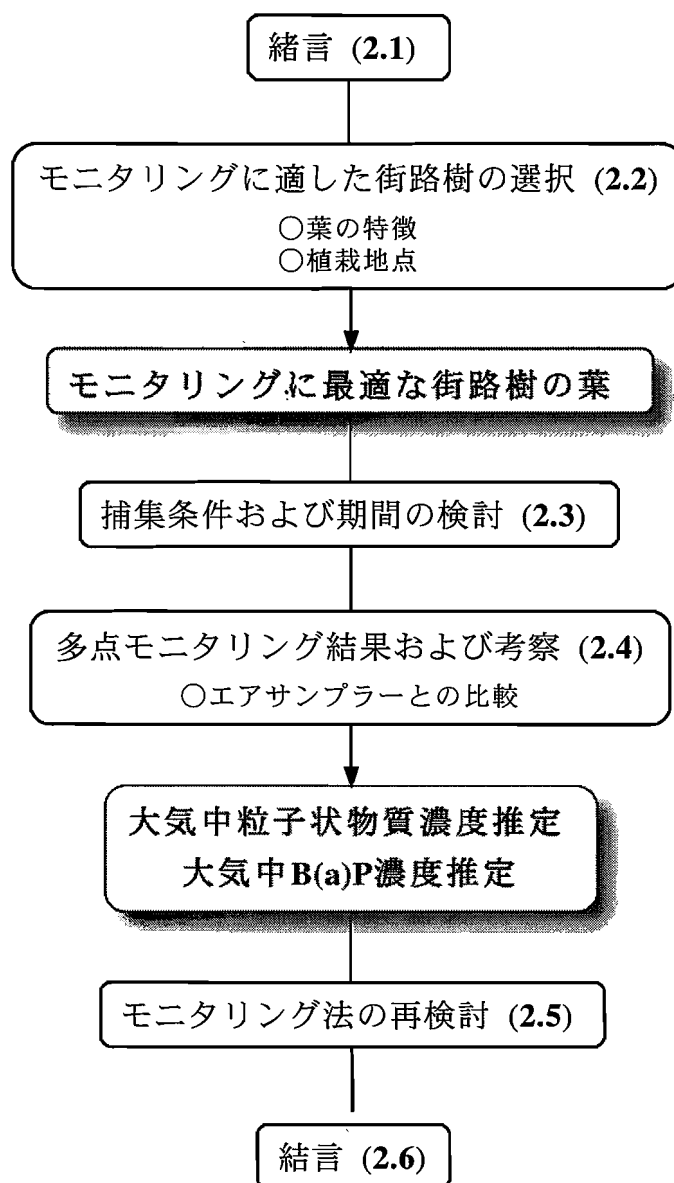 緒言 (2.1)
モニタリングに適した街路樹の選択 (2.2)
○葉の特徴
○植栽地点
モニタリングに最適な街路樹の葉
捕集条件および期間の検討 (2.3)
多点モニタリング結果および考察 (2.4)
○エアサンプラーとの比較
大気中粒子状物質濃度推定
大気中B(a)P濃度推定
モニタリング法の再検討 (2.5)
結言 (2.6)